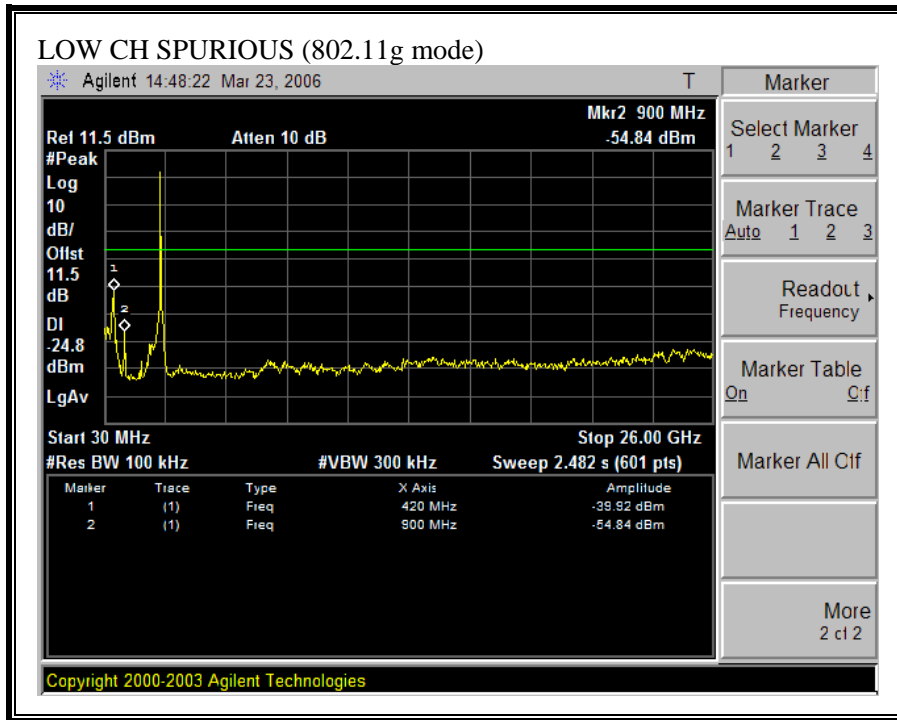 LOW CH SPURIOUS (802.11g mode)
Agilent 14:48:22 Mar 23, 2006 T
Marker
Mkr2 900 MHz
Ref 11.5 dBm Atten 10 dB -54.84 dBm
#Peak
Log
10
dB/
Offst
11.5
dB
DI
-24.8
dBm
LgAv
1
2
Start 30 MHz Stop 26.00 GHz
#Res BW 100 kHz #VBW 300 kHz Sweep 2.482 s (601 pts)
Marker Trace Type X Axis Amplitude
1 (1) Freq 420 MHz -39.92 dBm
2 (1) Freq 900 MHz -54.84 dBm
Select Marker
1 2 3 4
Marker Trace
Auto 1 2 3
Readout
Frequency
Marker Table
On Off
Marker All Off
More
2 of 2
Copyright 2000-2003 Agilent Technologies